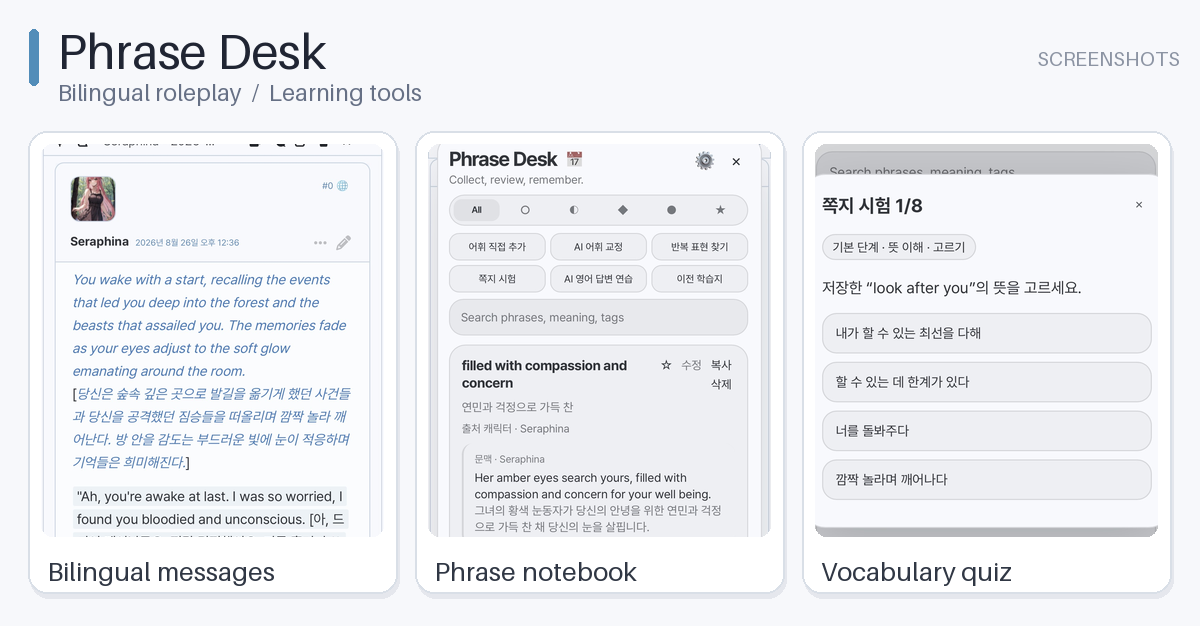 Phrase Desk
Bilingual roleplay / Learning tools
SCREENSHOTS
#0
Seraphina 2026년 8월 26일 오후 12:36
You wake with a start, recalling the events
that led you deep into the forest and the
beasts that assailed you. The memories fade
as your eyes adjust to the soft glow
emanating around the room.
[당신은 숲속 깊은 곳으로 발길을 옮기게 했던 사건들
과 당신을 공격했던 짐승들을 떠올리며 깜짝 놀라 깨
어난다. 방 안을 감도는 부드러운 빛에 눈이 적응하며
기억들은 희미해진다.]
"Ah, you're awake at last. I was so worried, I
found you bloodied and unconscious. [아, 드
Bilingual messages
Phrase Desk
×
Collect, review, remember.
All
어휘 직접 추가
AI 어휘 교정
반복 표현 찾기
쪽지 시험
AI 영어 답변 연습
이전 학습지
Search phrases, meaning, tags
filled with compassion and
concern
수정 복사
삭제
연민과 걱정으로 가득 찬
출처 캐릭터 · Seraphina
문맥 · Seraphina
Her amber eyes search yours, filled with
compassion and concern for your well being.
그녀의 황색 눈동자가 당신의 안녕을 위한 연민과 걱정
으로 가득 찬 채 당신의 눈을 살핍니다.
Phrase notebook
Search phrases, meaning, tags
쪽지 시험 1/8
×
기본 단계 · 뜻 이해 · 고르기
저장한 “look after you”의 뜻을 고르세요.
내가 할 수 있는 최선을 다해
할 수 있는 데 한계가 있다
너를 돌봐주다
깜짝 놀라며 깨어나다
Vocabulary quiz